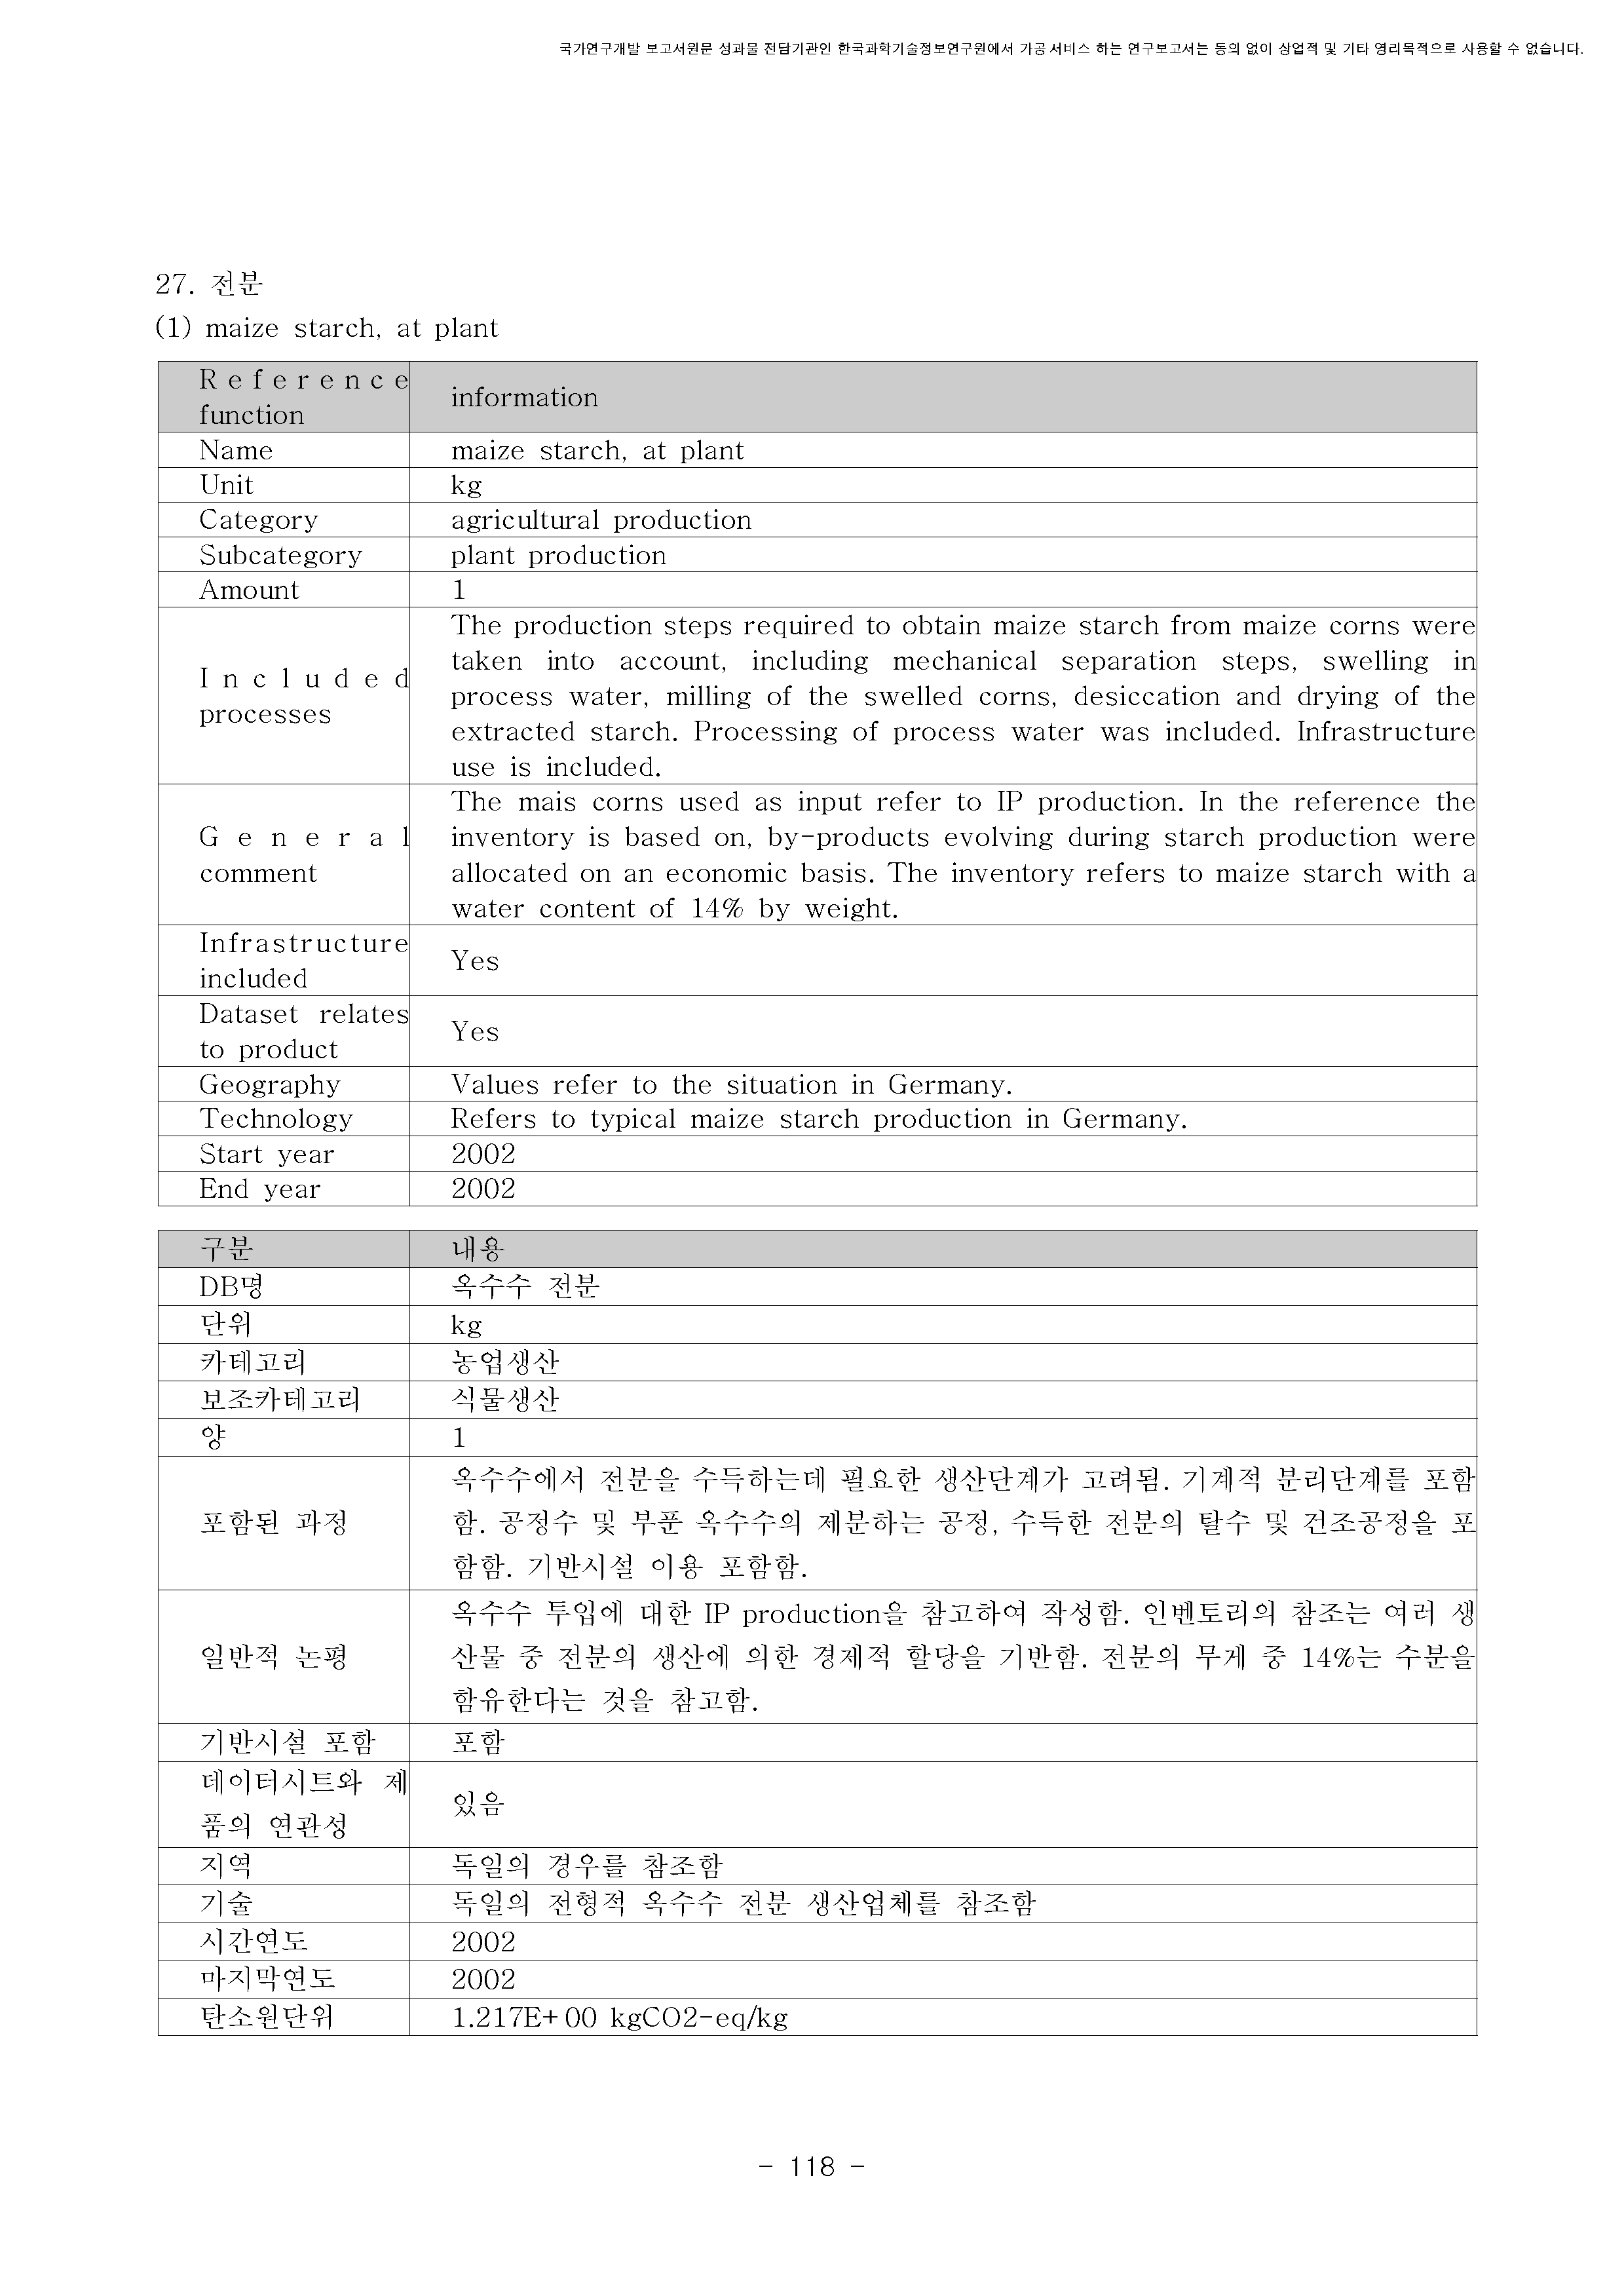 국가연구개발 보고서원문 성과물 전담기관인 한국과학기술정보연구원에서 가공·서비스 하는 연구보고서는 동의 없이 상업적 및 기타 영리목적으로 사용할 수 없습니다.
27. 전분
(1) maize starch, at plant
Reference function
information
Name
maize starch, at plant
Unit
kg
Category
agricultural production
Subcategory
plant production
Amount
1
Included processes
The production steps required to obtain maize starch from maize corns were
taken into account, including mechanical separation steps, swelling in
process water, milling of the swelled corns, desiccation and drying of the
extracted starch. Processing of process water was included. Infrastructure
use is included.
General comment
The mais corns used as input refer to IP production. In the reference the
inventory is based on, by-products evolving during starch production were
allocated on an economic basis. The inventory refers to maize starch with a
water content of 14% by weight.
Infrastructure included
Yes
Dataset relates to product
Yes
Geography
Values refer to the situation in Germany.
Technology
Refers to typical maize starch production in Germany.
Start year
2002
End year
2002
구분
내용
DB명
옥수수 전분
단위
kg
카테고리
농업생산
보조카테고리
식물생산
양
1
포함된 과정
옥수수에서 전분을 수득하는데 필요한 생산단계가 고려됨. 기계적 분리단계를 포함
함. 공정수 및 부푼 옥수수의 제분하는 공정, 수득한 전분의 탈수 및 건조공정을 포
함함. 기반시설 이용 포함함.
일반적 논평
옥수수 투입에 대한 IP production을 참고하여 작성함. 인벤토리의 참조는 여러 생
산물 중 전분의 생산에 의한 경제적 할당을 기반함. 전분의 무게 중 14%는 수분을
함유한다는 것을 참고함.
기반시설 포함
포함
데이터시트와 제
품의 연관성
있음
지역
독일의 경우를 참조함
기술
독일의 전형적 옥수수 전분 생산업체를 참조함
시간연도
2002
마지막연도
2002
탄소원단위
1.217E+00 kgCO2-eq/kg
- 118 -